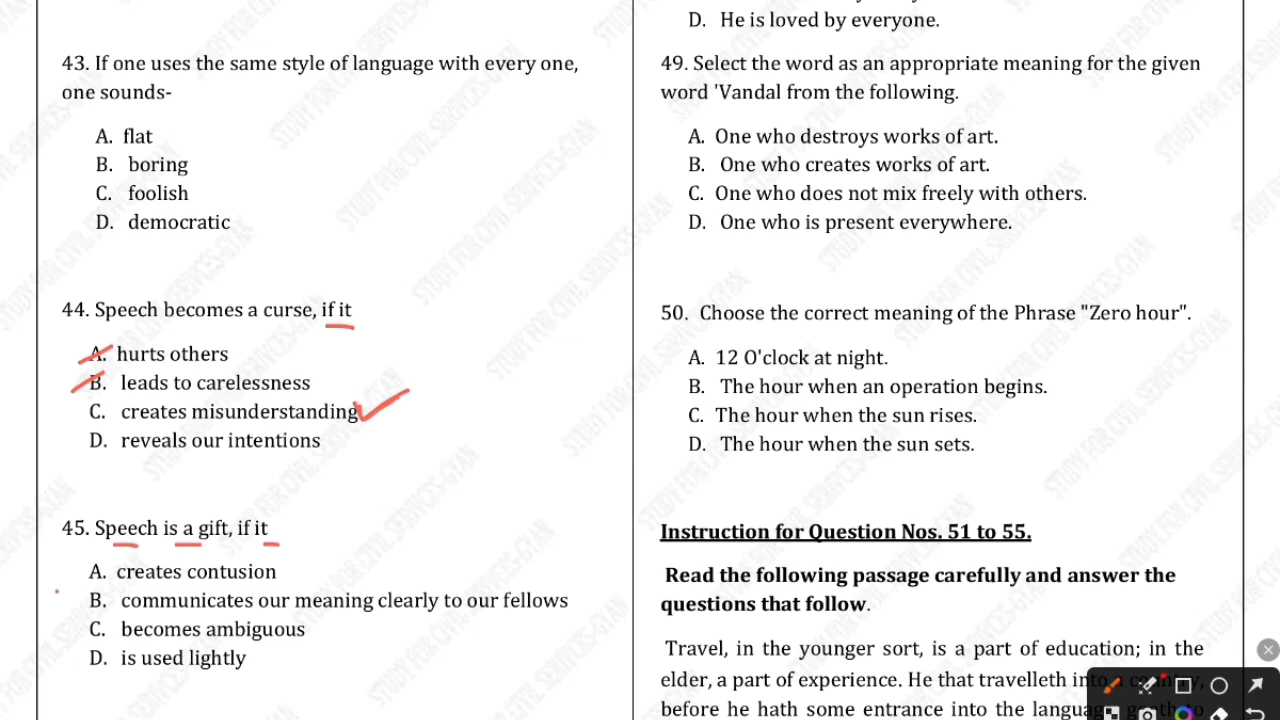 43. If one uses the same style of language with every one,
one sounds-
A. flat
B. boring
C. foolish
D. democratic
44. Speech becomes a curse, if it
A. hurts others
B. leads to carelessness
C. creates misunderstanding
D. reveals our intentions
45. Speech is a gift, if it
A. creates contusion
B. communicates our meaning clearly to our fellows
C. becomes ambiguous
D. is used lightly
D. He is loved by everyone.
49. Select the word as an appropriate meaning for the given
word 'Vandal from the following.
A. One who destroys works of art.
B. One who creates works of art.
C. One who does not mix freely with others.
D. One who is present everywhere.
50. Choose the correct meaning of the Phrase "Zero hour".
A. 12 O'clock at night.
B. The hour when an operation begins.
C. The hour when the sun rises.
D. The hour when the sun sets.
Instruction for Question Nos. 51 to 55.
Read the following passage carefully and answer the
questions that follow.
Travel, in the younger sort, is a part of education; in the
elder, a part of experience. He that travelleth into
before he hath some entrance into the
STUDY FOR CIVIL SERVICES-GYAN